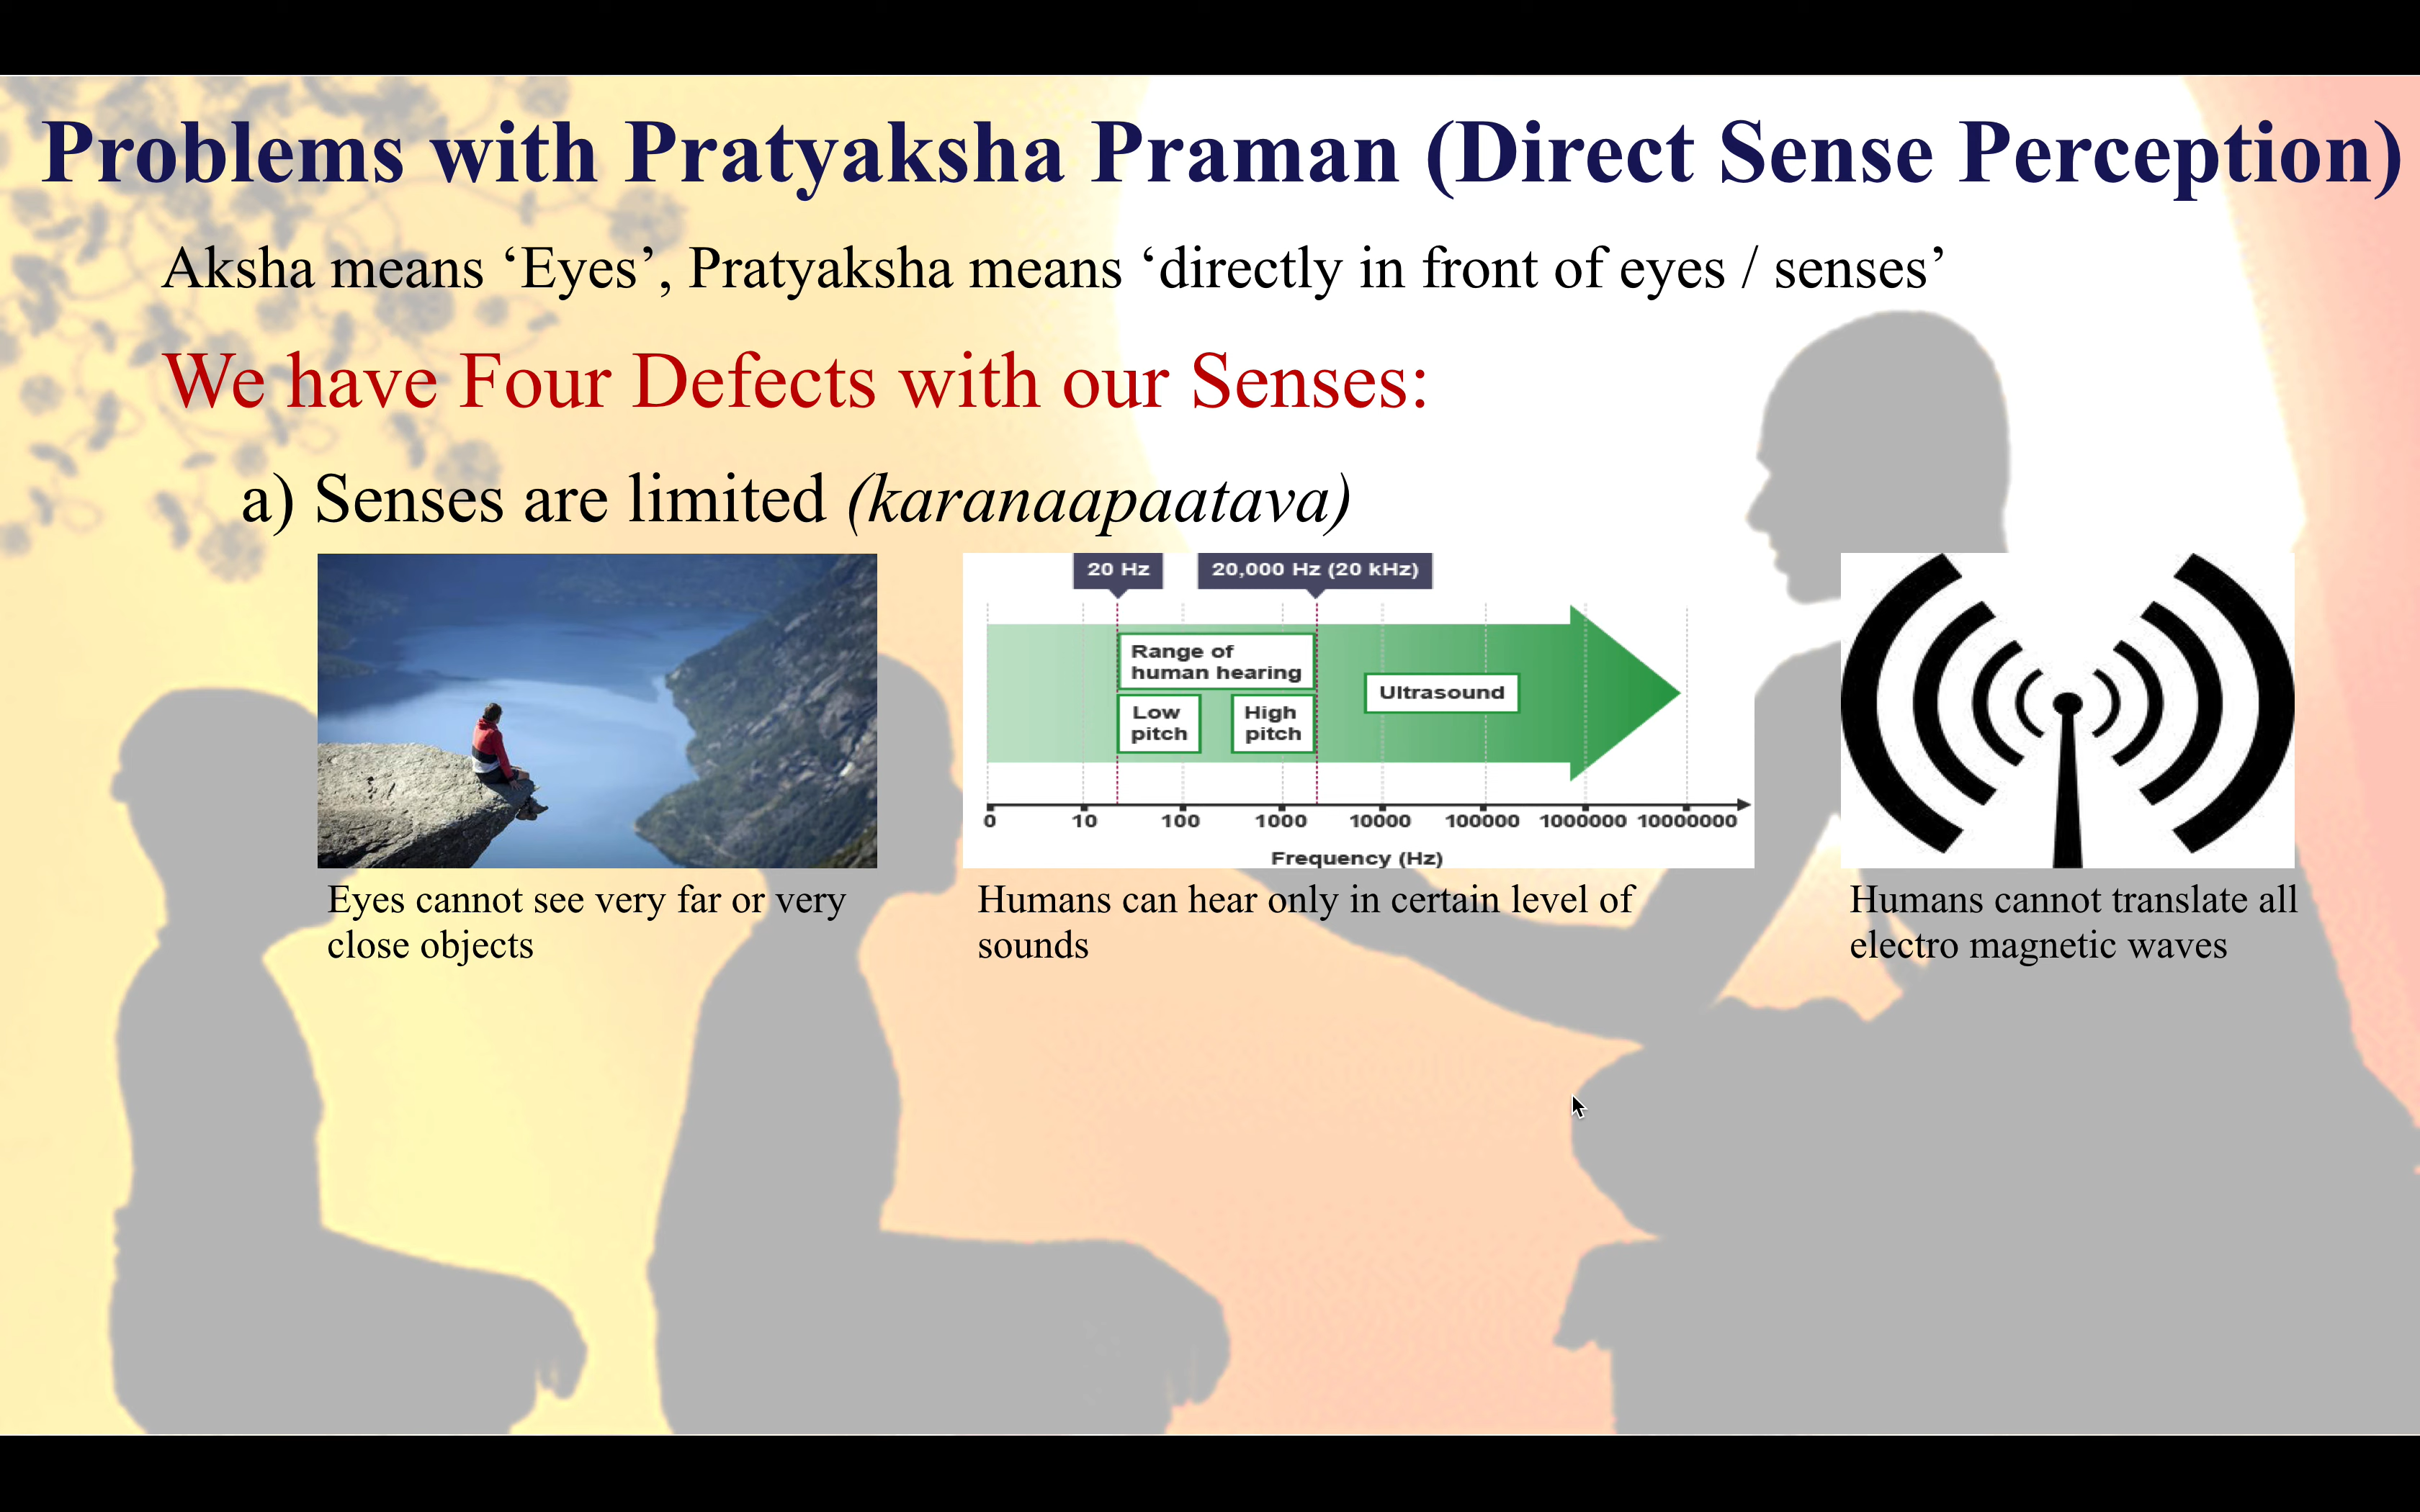 Problems with Pratyaksha Praman (Direct Sense Perception)
Aksha means ‘Eyes’, Pratyaksha means ‘directly in front of eyes / senses’
We have Four Defects with our Senses:
a) Senses are limited (karanaapaatava)
20 Hz
20,000 Hz (20 kHz)
Range of
human hearing
Low
pitch
High
pitch
Ultrasound
0 10 100 1000 10000 100000 1000000 10000000
Frequency (Hz)
Eyes cannot see very far or very
close objects
Humans can hear only in certain level of
sounds
Humans cannot translate all
electro magnetic waves